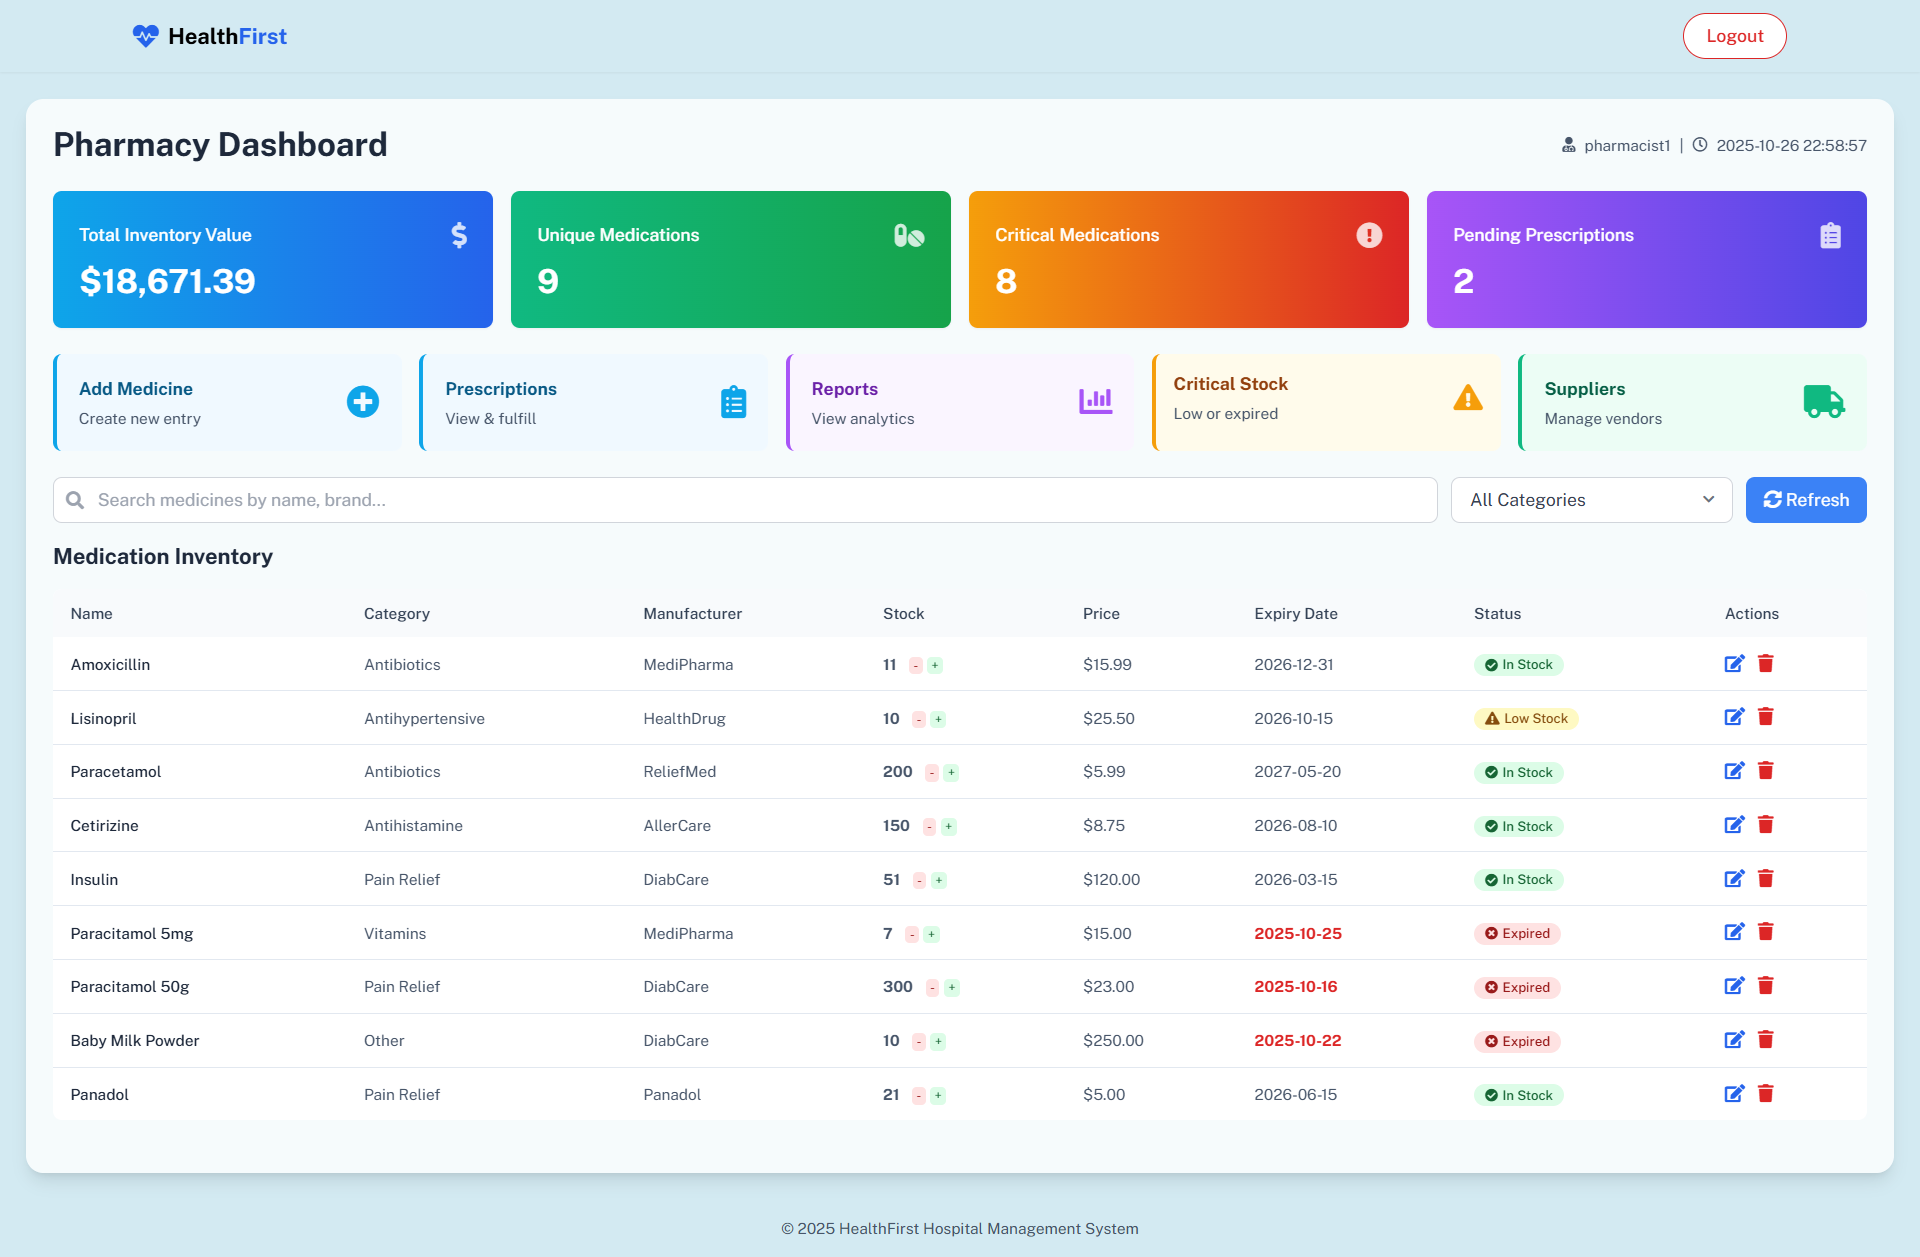 HealthFirst
Logout
Pharmacy Dashboard
pharmacist1 | 2025-10-26 22:58:57
Total Inventory Value
$18,671.39
Unique Medications
9
Critical Medications
8
Pending Prescriptions
2
Add Medicine
Create new entry
Prescriptions
View & fulfill
Reports
View analytics
Critical Stock
Low or expired
Suppliers
Manage vendors
Search medicines by name, brand...
All Categories
Refresh
Medication Inventory
Name Category Manufacturer Stock Price Expiry Date Status Actions
Amoxicillin Antibiotics MediPharma 11 - + $15.99 2026-12-31 In Stock
Lisinopril Antihypertensive HealthDrug 10 - + $25.50 2026-10-15 Low Stock
Paracetamol Antibiotics ReliefMed 200 - + $5.99 2027-05-20 In Stock
Cetirizine Antihistamine AllerCare 150 - + $8.75 2026-08-10 In Stock
Insulin Pain Relief DiabCare 51 - + $120.00 2026-03-15 In Stock
Paracitamol 5mg Vitamins MediPharma 7 - + $15.00 2025-10-25 Expired
Paracitamol 50g Pain Relief DiabCare 300 - + $23.00 2025-10-16 Expired
Baby Milk Powder Other DiabCare 10 - + $250.00 2025-10-22 Expired
Panadol Pain Relief Panadol 21 - + $5.00 2026-06-15 In Stock
© 2025 HealthFirst Hospital Management System